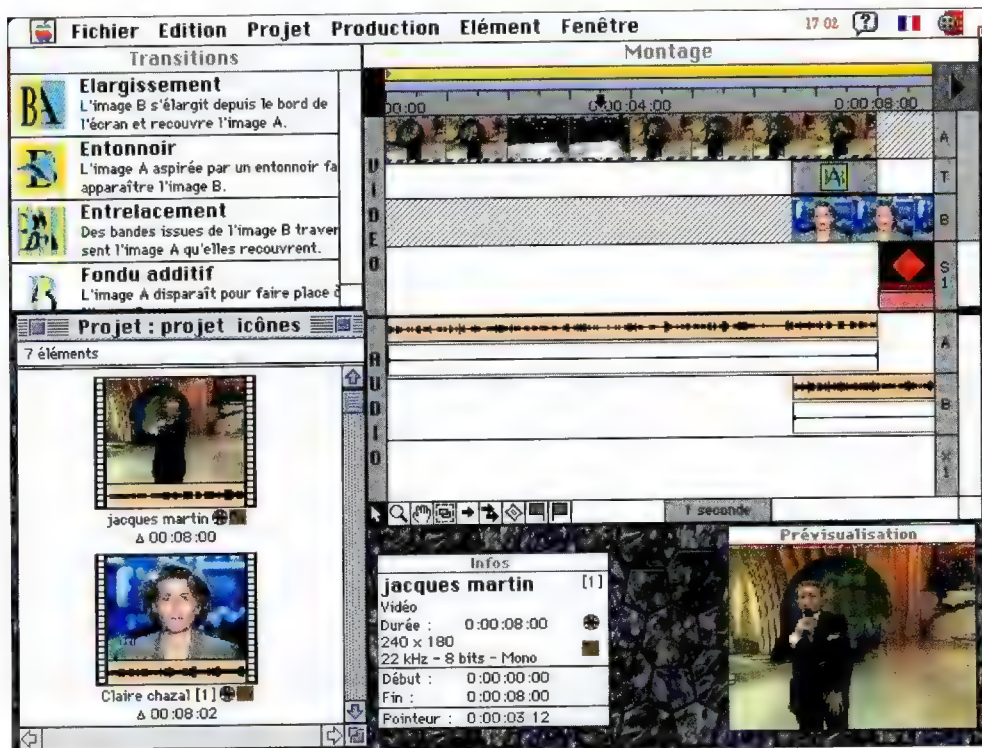 Fichier Edition Projet Production Elément Fenêtre 17 02
Transitions
Elargissement
L'image B s'élargit depuis le bord de
l'écran et recouvre l'image A.
Entonnoir
L'image A aspirée par un entonnoir fa
apparaître l'image B.
Entrelacement
Des bandes issues de l'image B traver
sent l'image A qu'elles recouvrent.
Fondu additif
L'image A disparaît pour faire place à
Projet : projet icônes
7 éléments
jacques martin
Δ 00:08:00
Claire chazal [1]
Δ 00:08:02
Montage
00:00 0:00:04:00 0:00:08:00
VIDEO
A
T
B
S
1
AUDIO
A
B
X
1
1 seconde
Infos
jacques martin [1]
Vidéo
Durée : 0:00:08:00
240 x 180
22 kHz - 8 bits - Mono
Début : 0:00:00:00
Fin : 0:00:08:00
Pointeur : 0:00:03 12
Prévisualisation